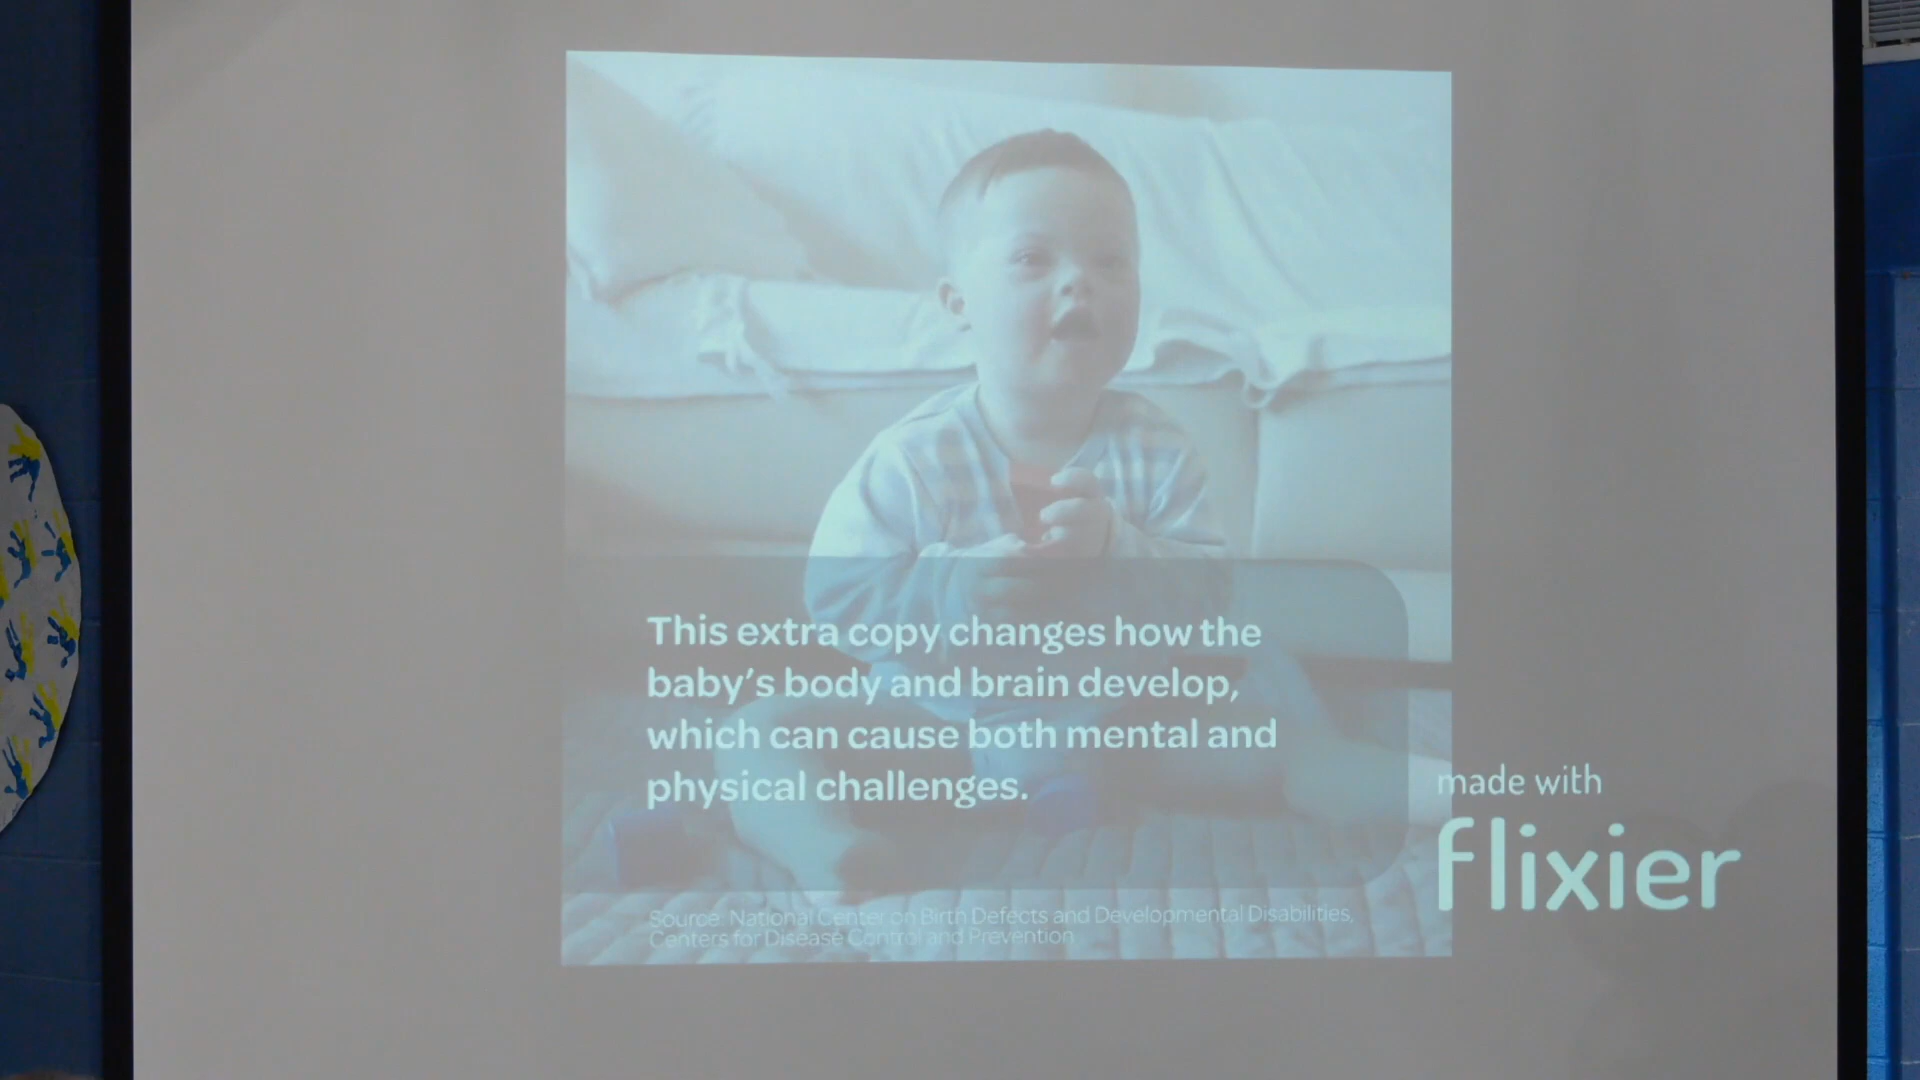 This extra copy changes how the
baby's body and brain develop,
which can cause both mental and
physical challenges.
made with
flixier
Source: National Center on Birth Defects and Developmental Disabilities,
Centers for Disease Control and Prevention